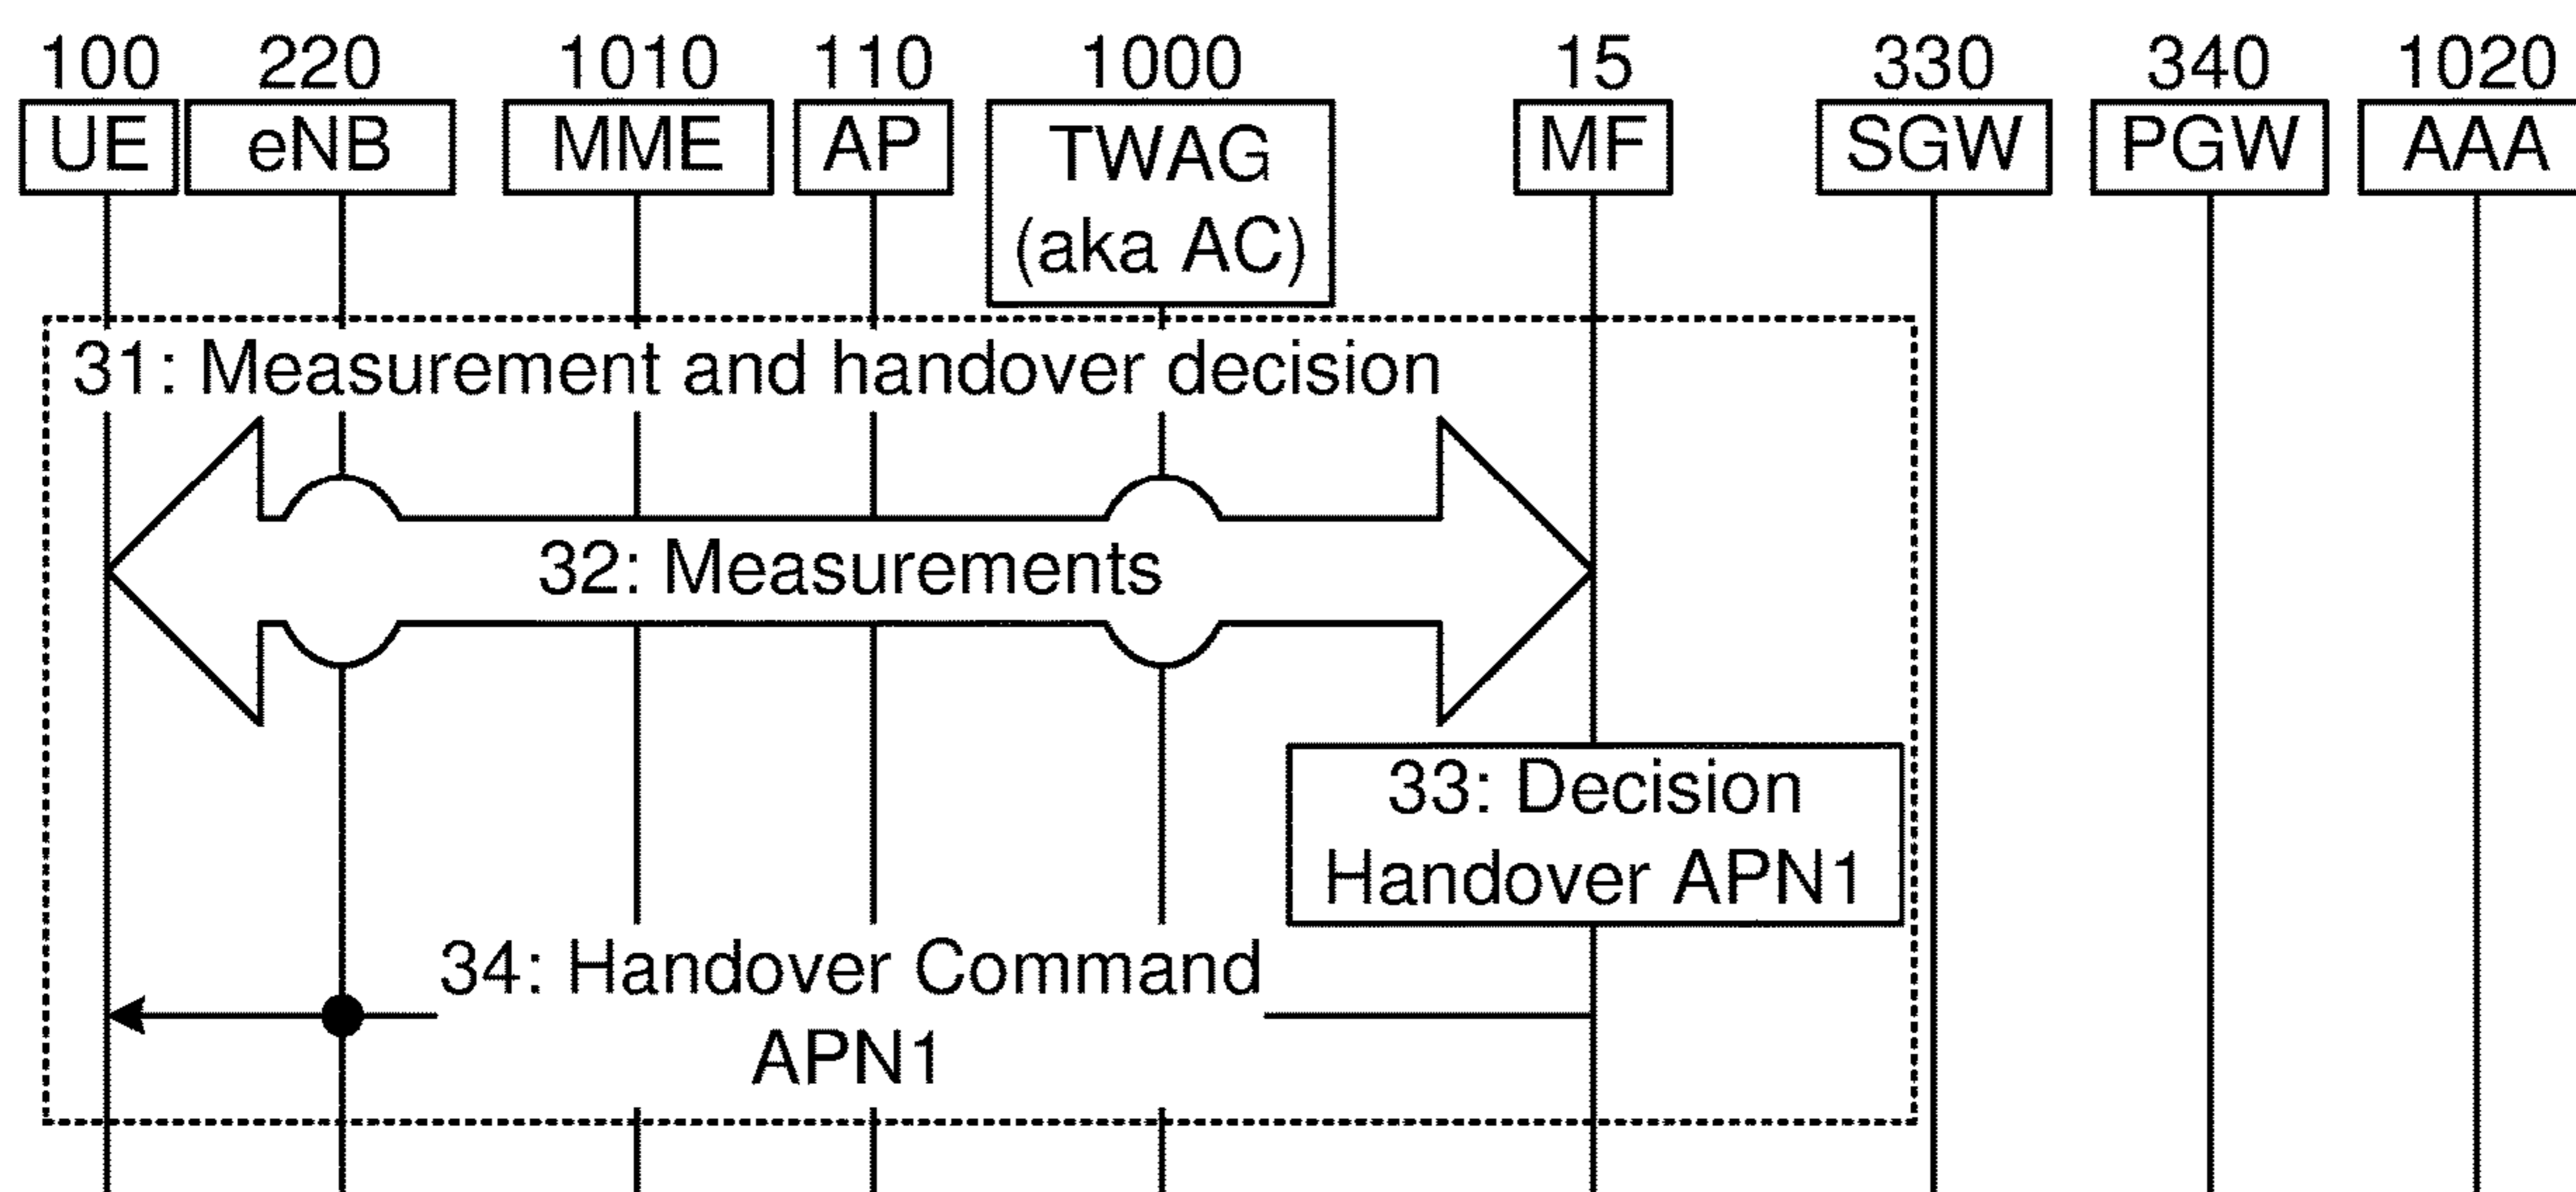 100 220 1010 110 1000 15 330 340 1020
UE eNB MME AP TWAG MF SGW PGW AAA
(aka AC)
31: Measurement and handover decision
32: Measurements
33: Decision
Handover APN1
34: Handover Command
APN1